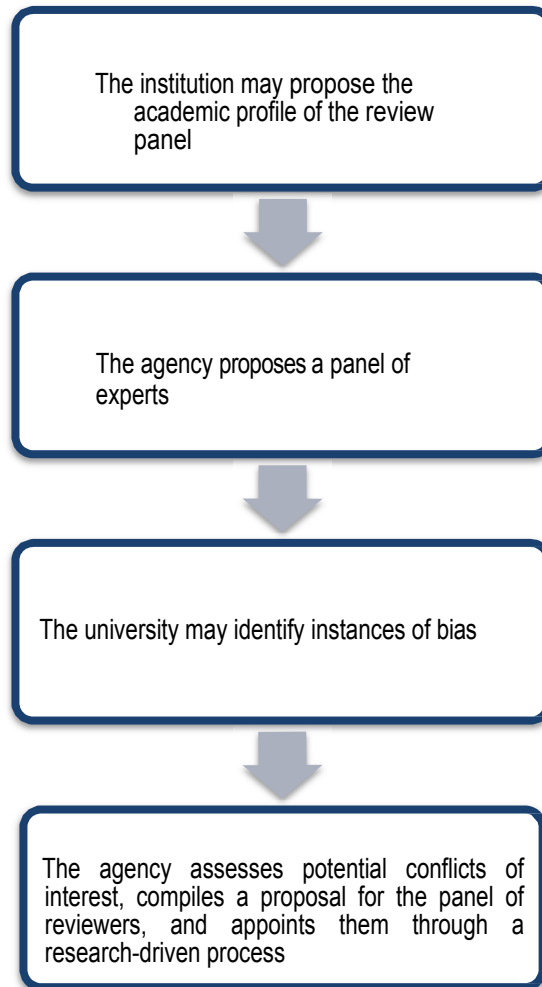 The institution may propose the
academic profile of the review
panel
The agency proposes a panel of
experts
The university may identify instances of bias
The agency assesses potential conflicts of
interest, compiles a proposal for the panel of
reviewers, and appoints them through a
research-driven process